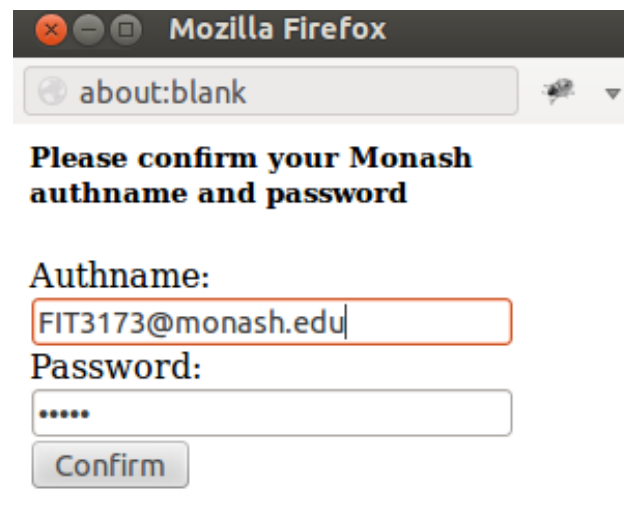 Mozilla Firefox
about:blank
Please confirm your Monash
authname and password
Authname:
FIT3173@monash.edu
Password:
•••••
Confirm